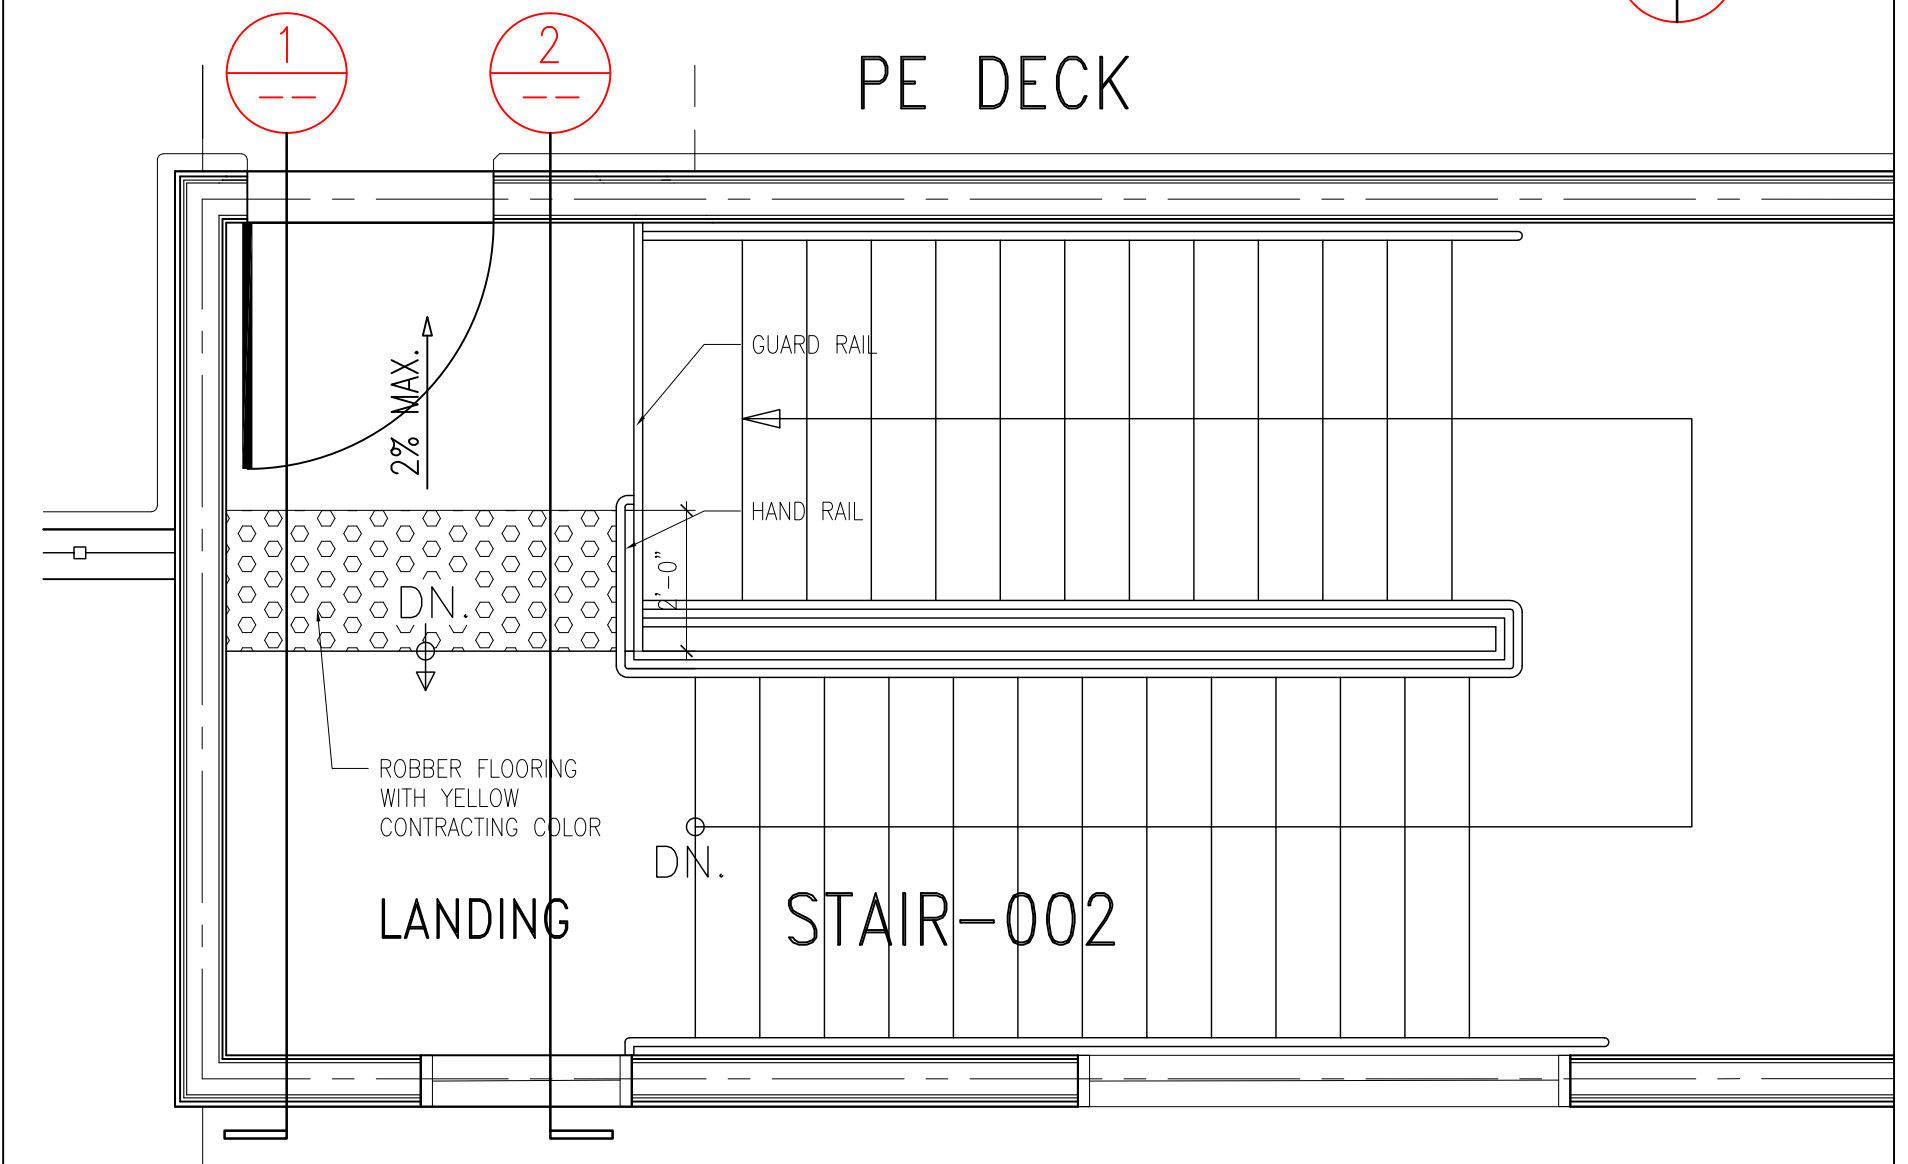 1
2
-- --
PE DECK
2% MAX.
GUARD RAIL
HAND RAIL
2'-0"
DN.
ROBBER FLOORING
WITH YELLOW
CONTRACTING COLOR
DN.
LANDING
STAIR-002